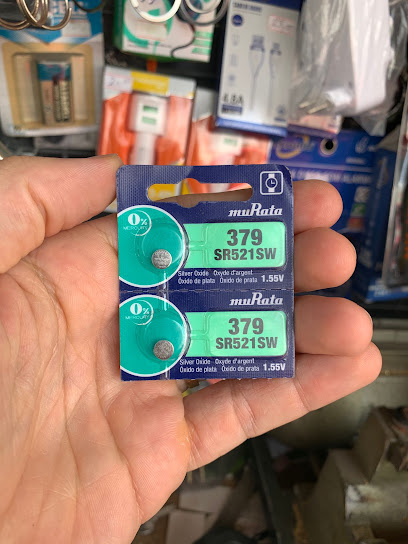 muRata
0%
MERCURY
379
SR521SW
Silver Oxide Oxyde d'argent
Óxido de plata Óxido de prata 1.55V
muRata
0%
MERCURY
379
SR521SW
Silver Oxide Oxyde d'argent
Óxido de plata Óxido de prata 1.55V